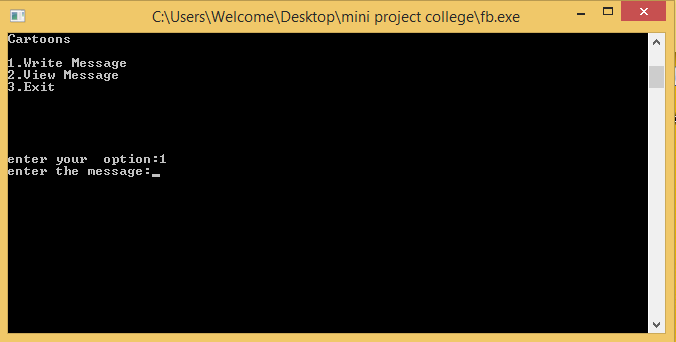 C:\Users\Welcome\Desktop\mini project college\fb.exe
Cartoons
1.Write Message
2.View Message
3.Exit
enter your  option:1
enter the message:_